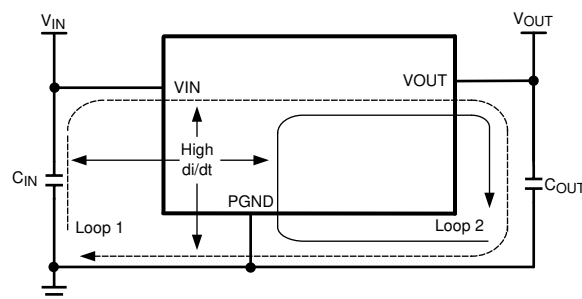 VIN
VOUT
VIN
VOUT
High
di/dt
CIN
COUT
PGND
Loop 1
Loop 2